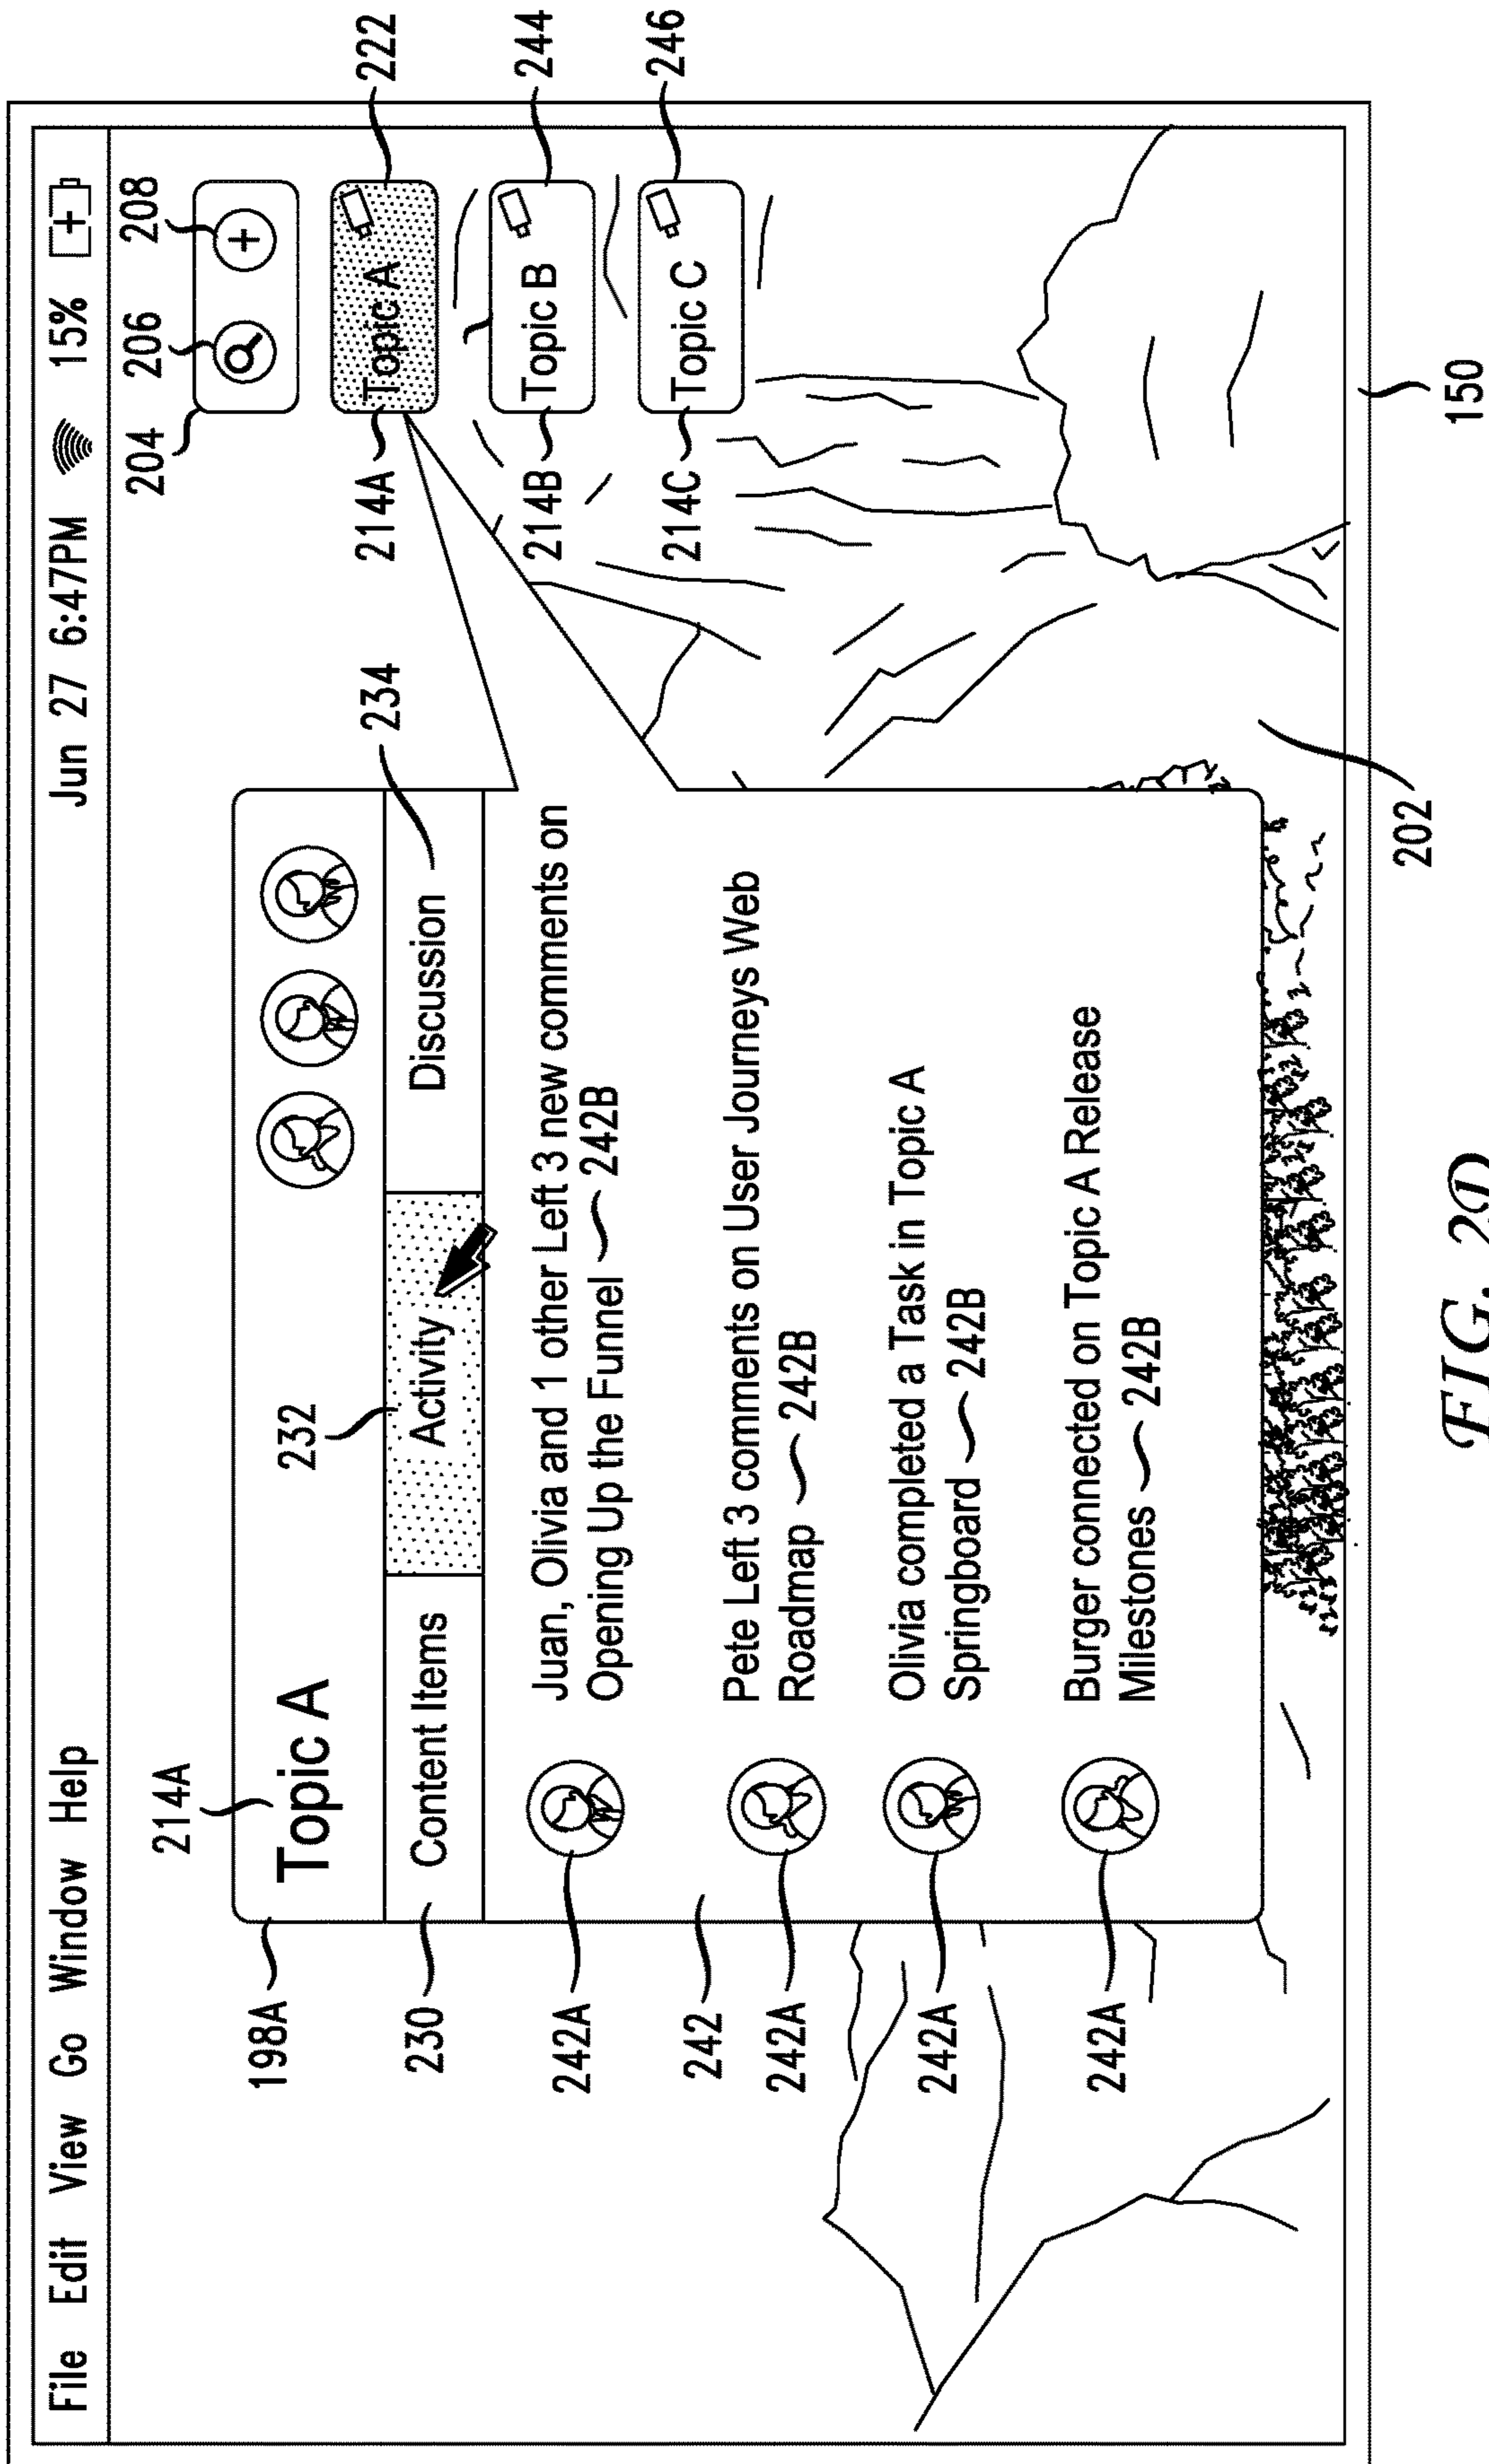 File Edit View Go Window Help Jun 27 6:47PM 15%
204 206 208
214A
198A Topic A
232 234
230 Content Items Activity Discussion
214A Topic A 222
242A Juan, Olivia and 1 other Left 3 new comments on
Opening Up the Funnel 242B
214B Topic B 244
242
242A Pete Left 3 comments on User Journeys Web
Roadmap 242B
214C Topic C 246
242A Olivia completed a Task in Topic A
Springboard 242B
242A Burger connected on Topic A Release
Milestones 242B
202
150
FIG. 2D